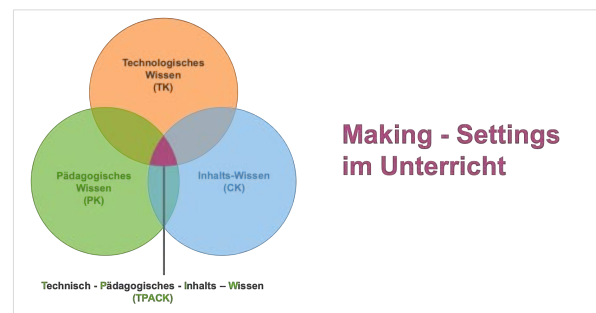 Technologisches
Wissen
(TK)
Pädagogisches
Wissen
(PK)
Inhalts-Wissen
(CK)
Technisch - Pädagogisches - Inhalts – Wissen
(TPACK)
Making - Settings
im Unterricht